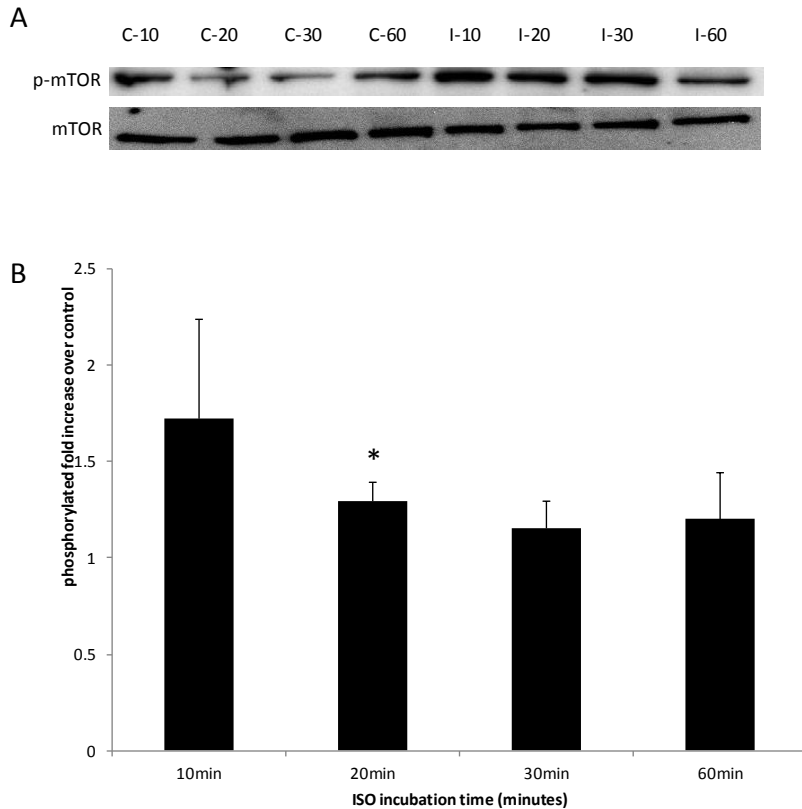 A
C-10 C-20 C-30 C-60 I-10 I-20 I-30 I-60
p-mTOR
mTOR
B
phosphorylated fold increase over control
2.5
2
1.5
1
0.5
0
*
10min 20min 30min 60min
ISO incubation time (minutes)